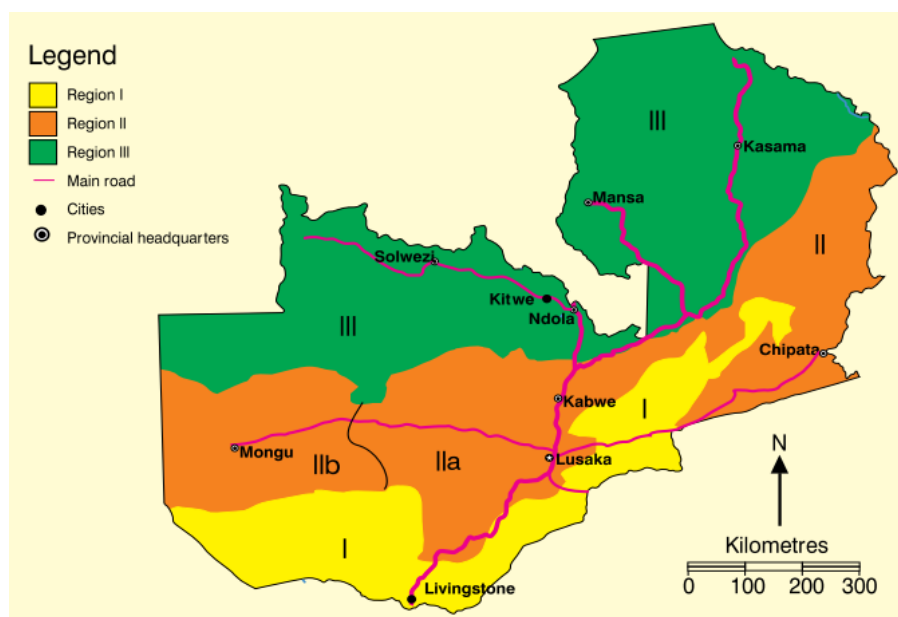 Legend
Region I
Region II
Region III
Main road
Cities
Provincial headquarters
III
Kasama
Mansa
II
Solwezi
Kitwe
Ndola
III
Chipata
Kabwe
I
Mongu
IIb
IIa
Lusaka
N
I
Livingstone
Kilometres
0 100 200 300